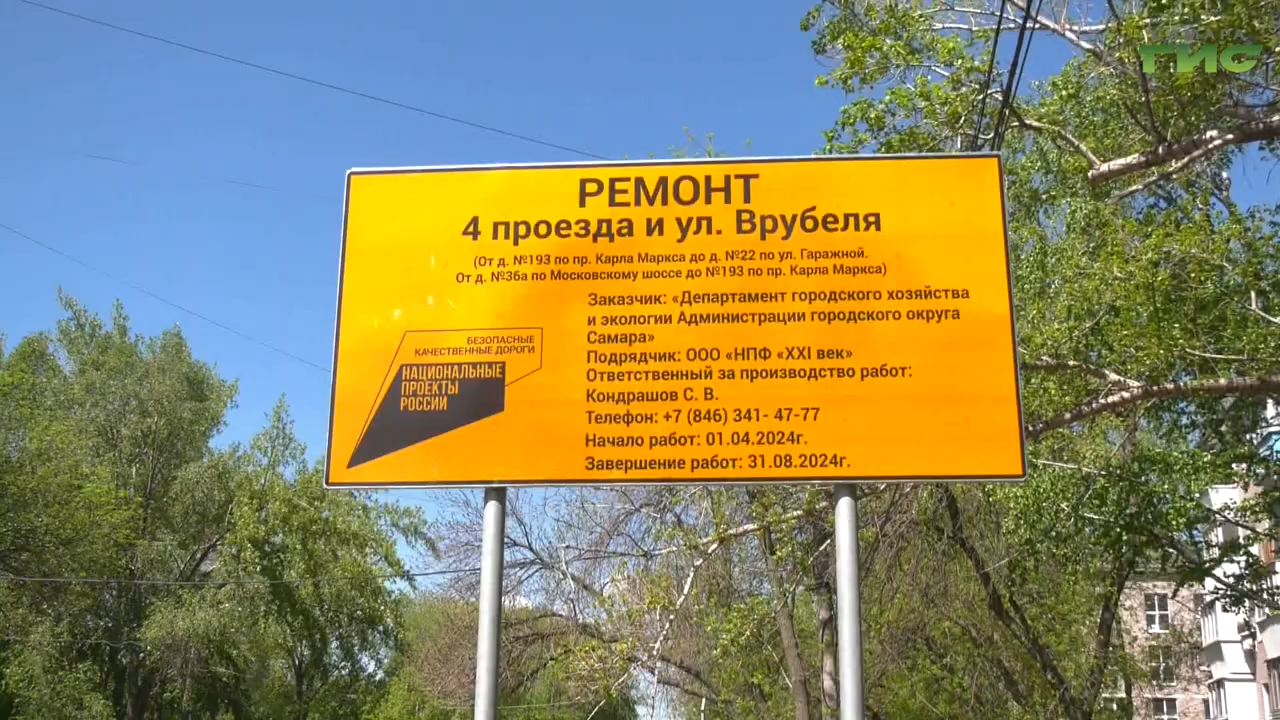 САМАРА
ГИС
РЕМОНТ
4 проезда и ул. Врубеля
(От д. №193 по пр. Карла Маркса до д. №22 по ул. Гаражной.
От д. №36а по Московскому шоссе до №193 по пр. Карла Маркса)
Заказчик: «Департамент городского хозяйства
и экологии Администрации городского округа
Самара»
Подрядчик: ООО «НПФ «XXI век»
Ответственный за производство работ:
Кондрашов С. В.
Телефон: +7 (846) 341- 47-77
Начало работ: 01.04.2024г.
Завершение работ: 31.08.2024г.
БЕЗОПАСНЫЕ
КАЧЕСТВЕННЫЕ ДОРОГИ
НАЦИОНАЛЬНЫЕ
ПРОЕКТЫ
РОССИИ